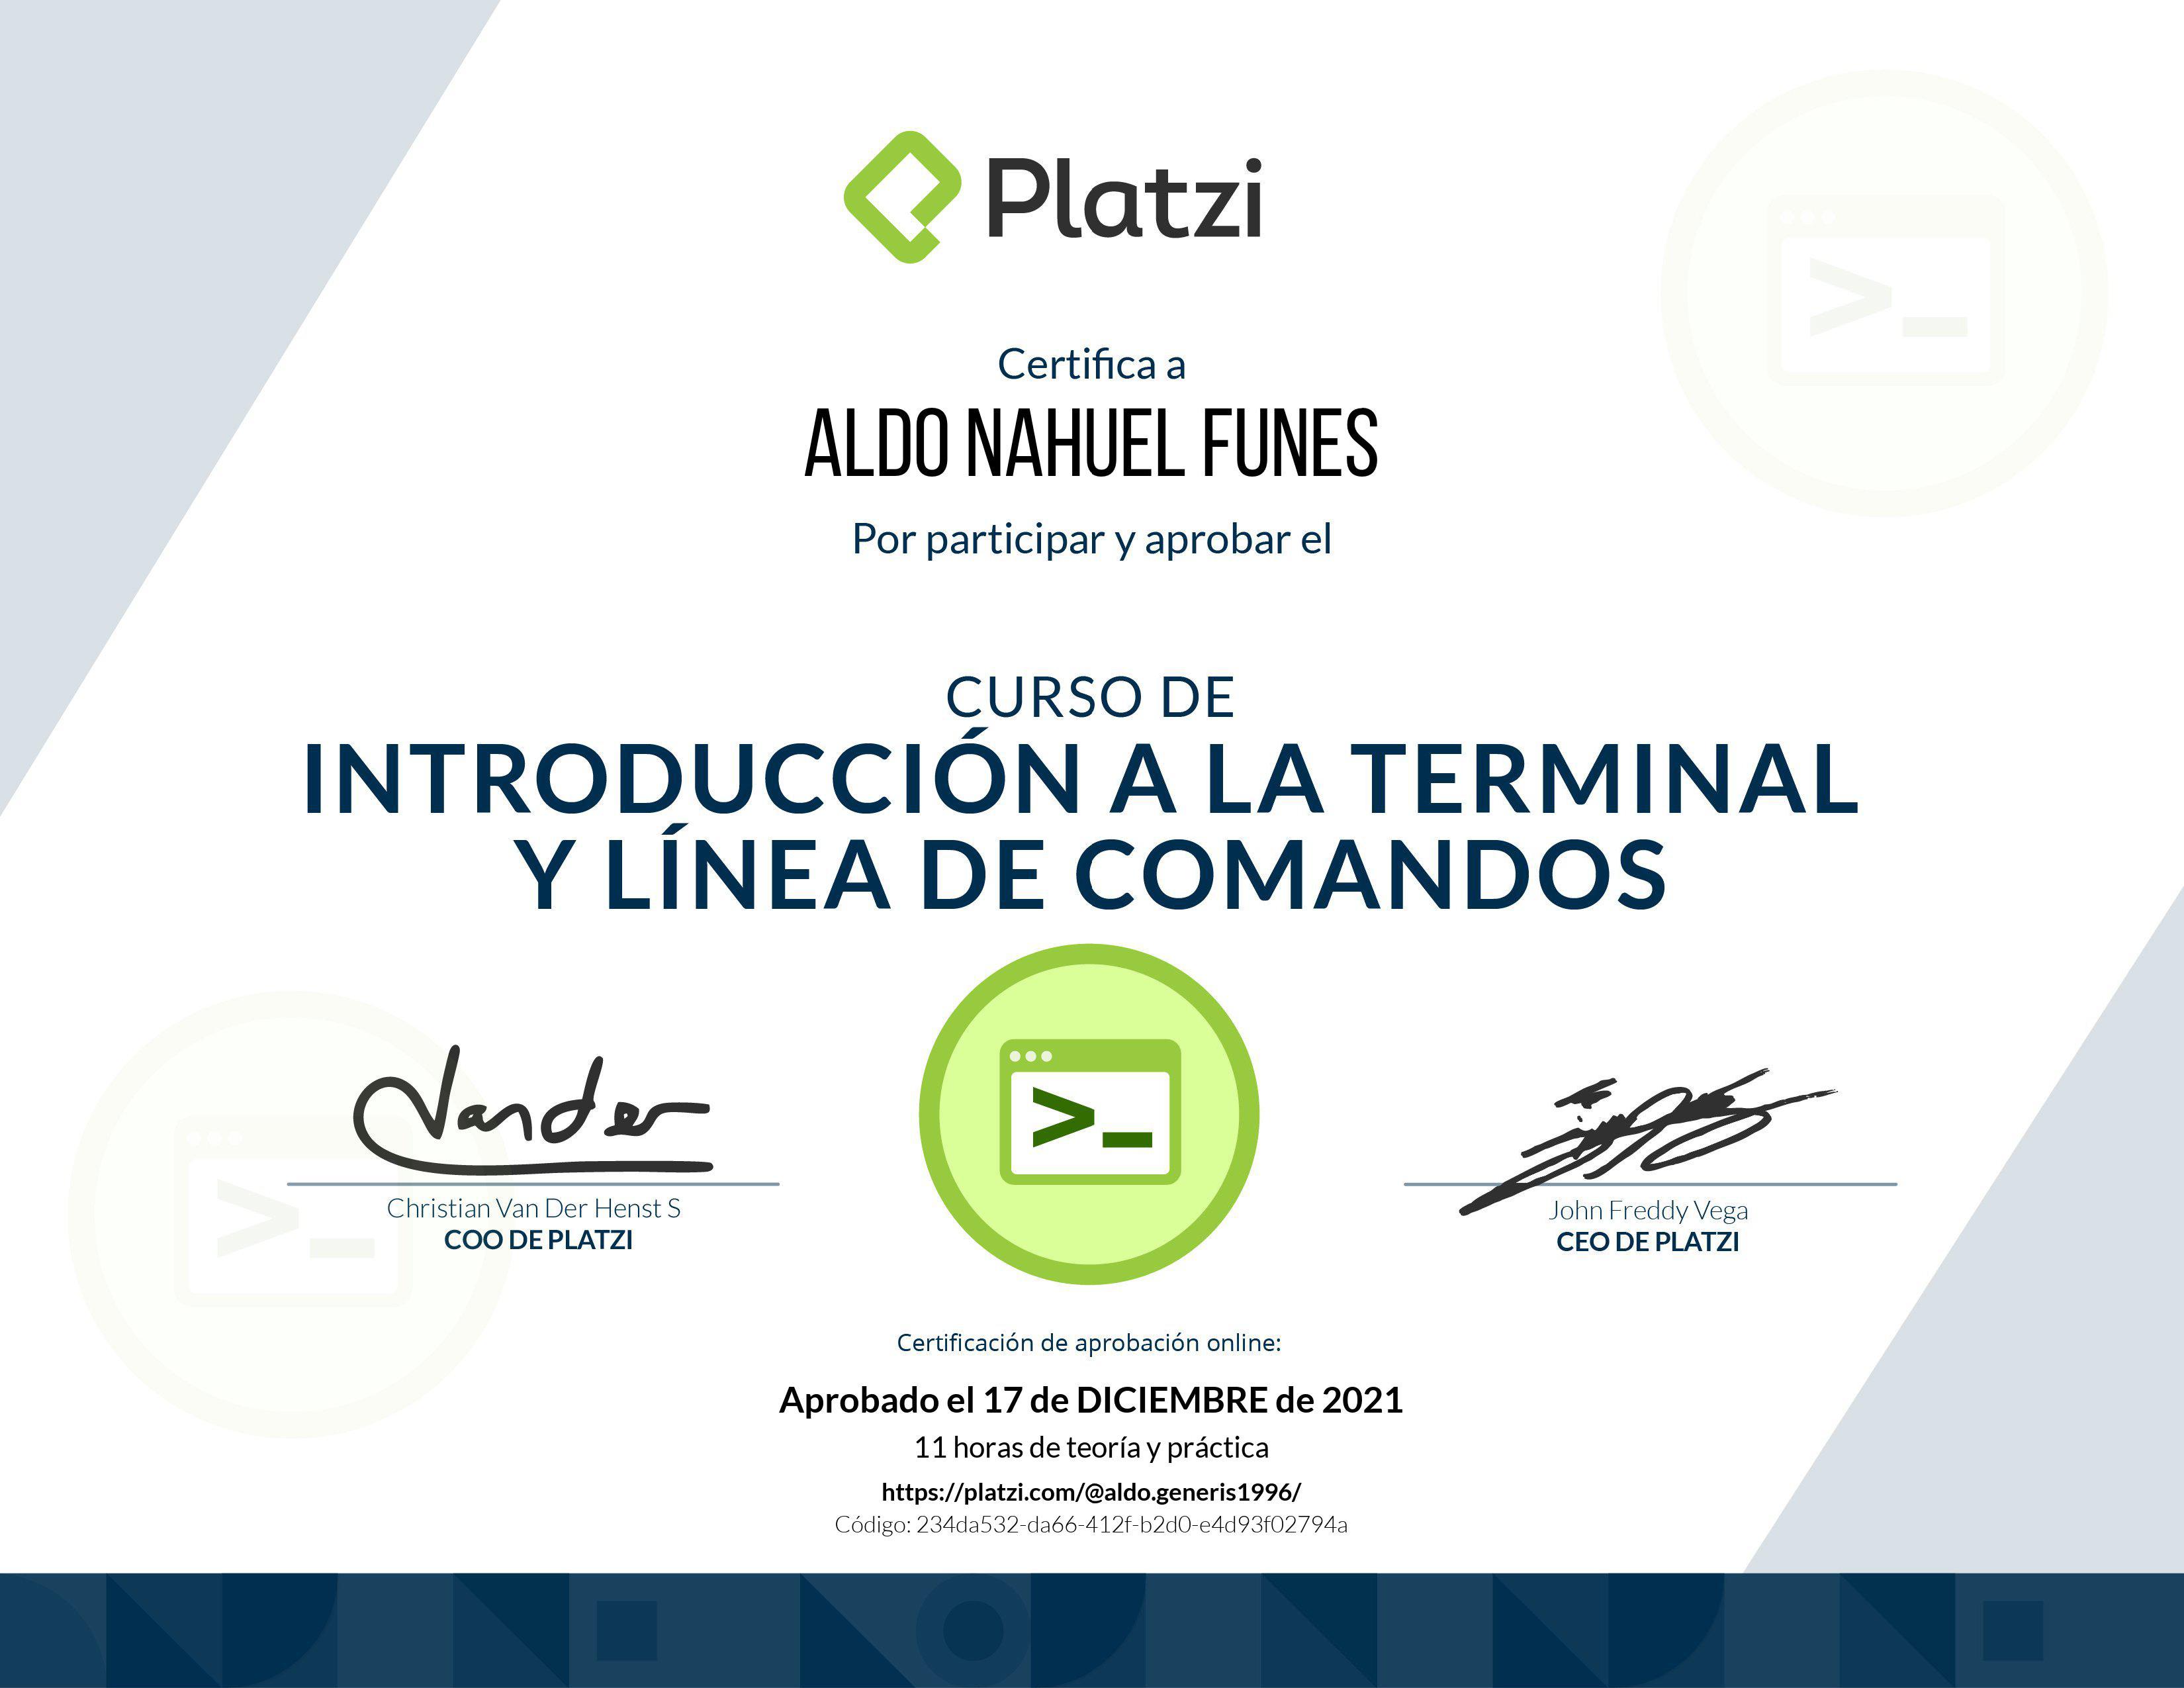 Platzi
Certifica a
ALDO NAHUEL FUNES
Por participar y aprobar el
CURSO DE
INTRODUCCIÓN A LA TERMINAL
Y LÍNEA DE COMANDOS
>_
Vander
Christian Van Der Henst S
COO DE PLATZI
John Freddy Vega
CEO DE PLATZI
Certificación de aprobación online:
Aprobado el 17 de DICIEMBRE de 2021
11 horas de teoría y práctica
https://platzi.com/@aldo.generis1996/
Código: 234da532-da66-412f-b2d0-e4d93f02794a